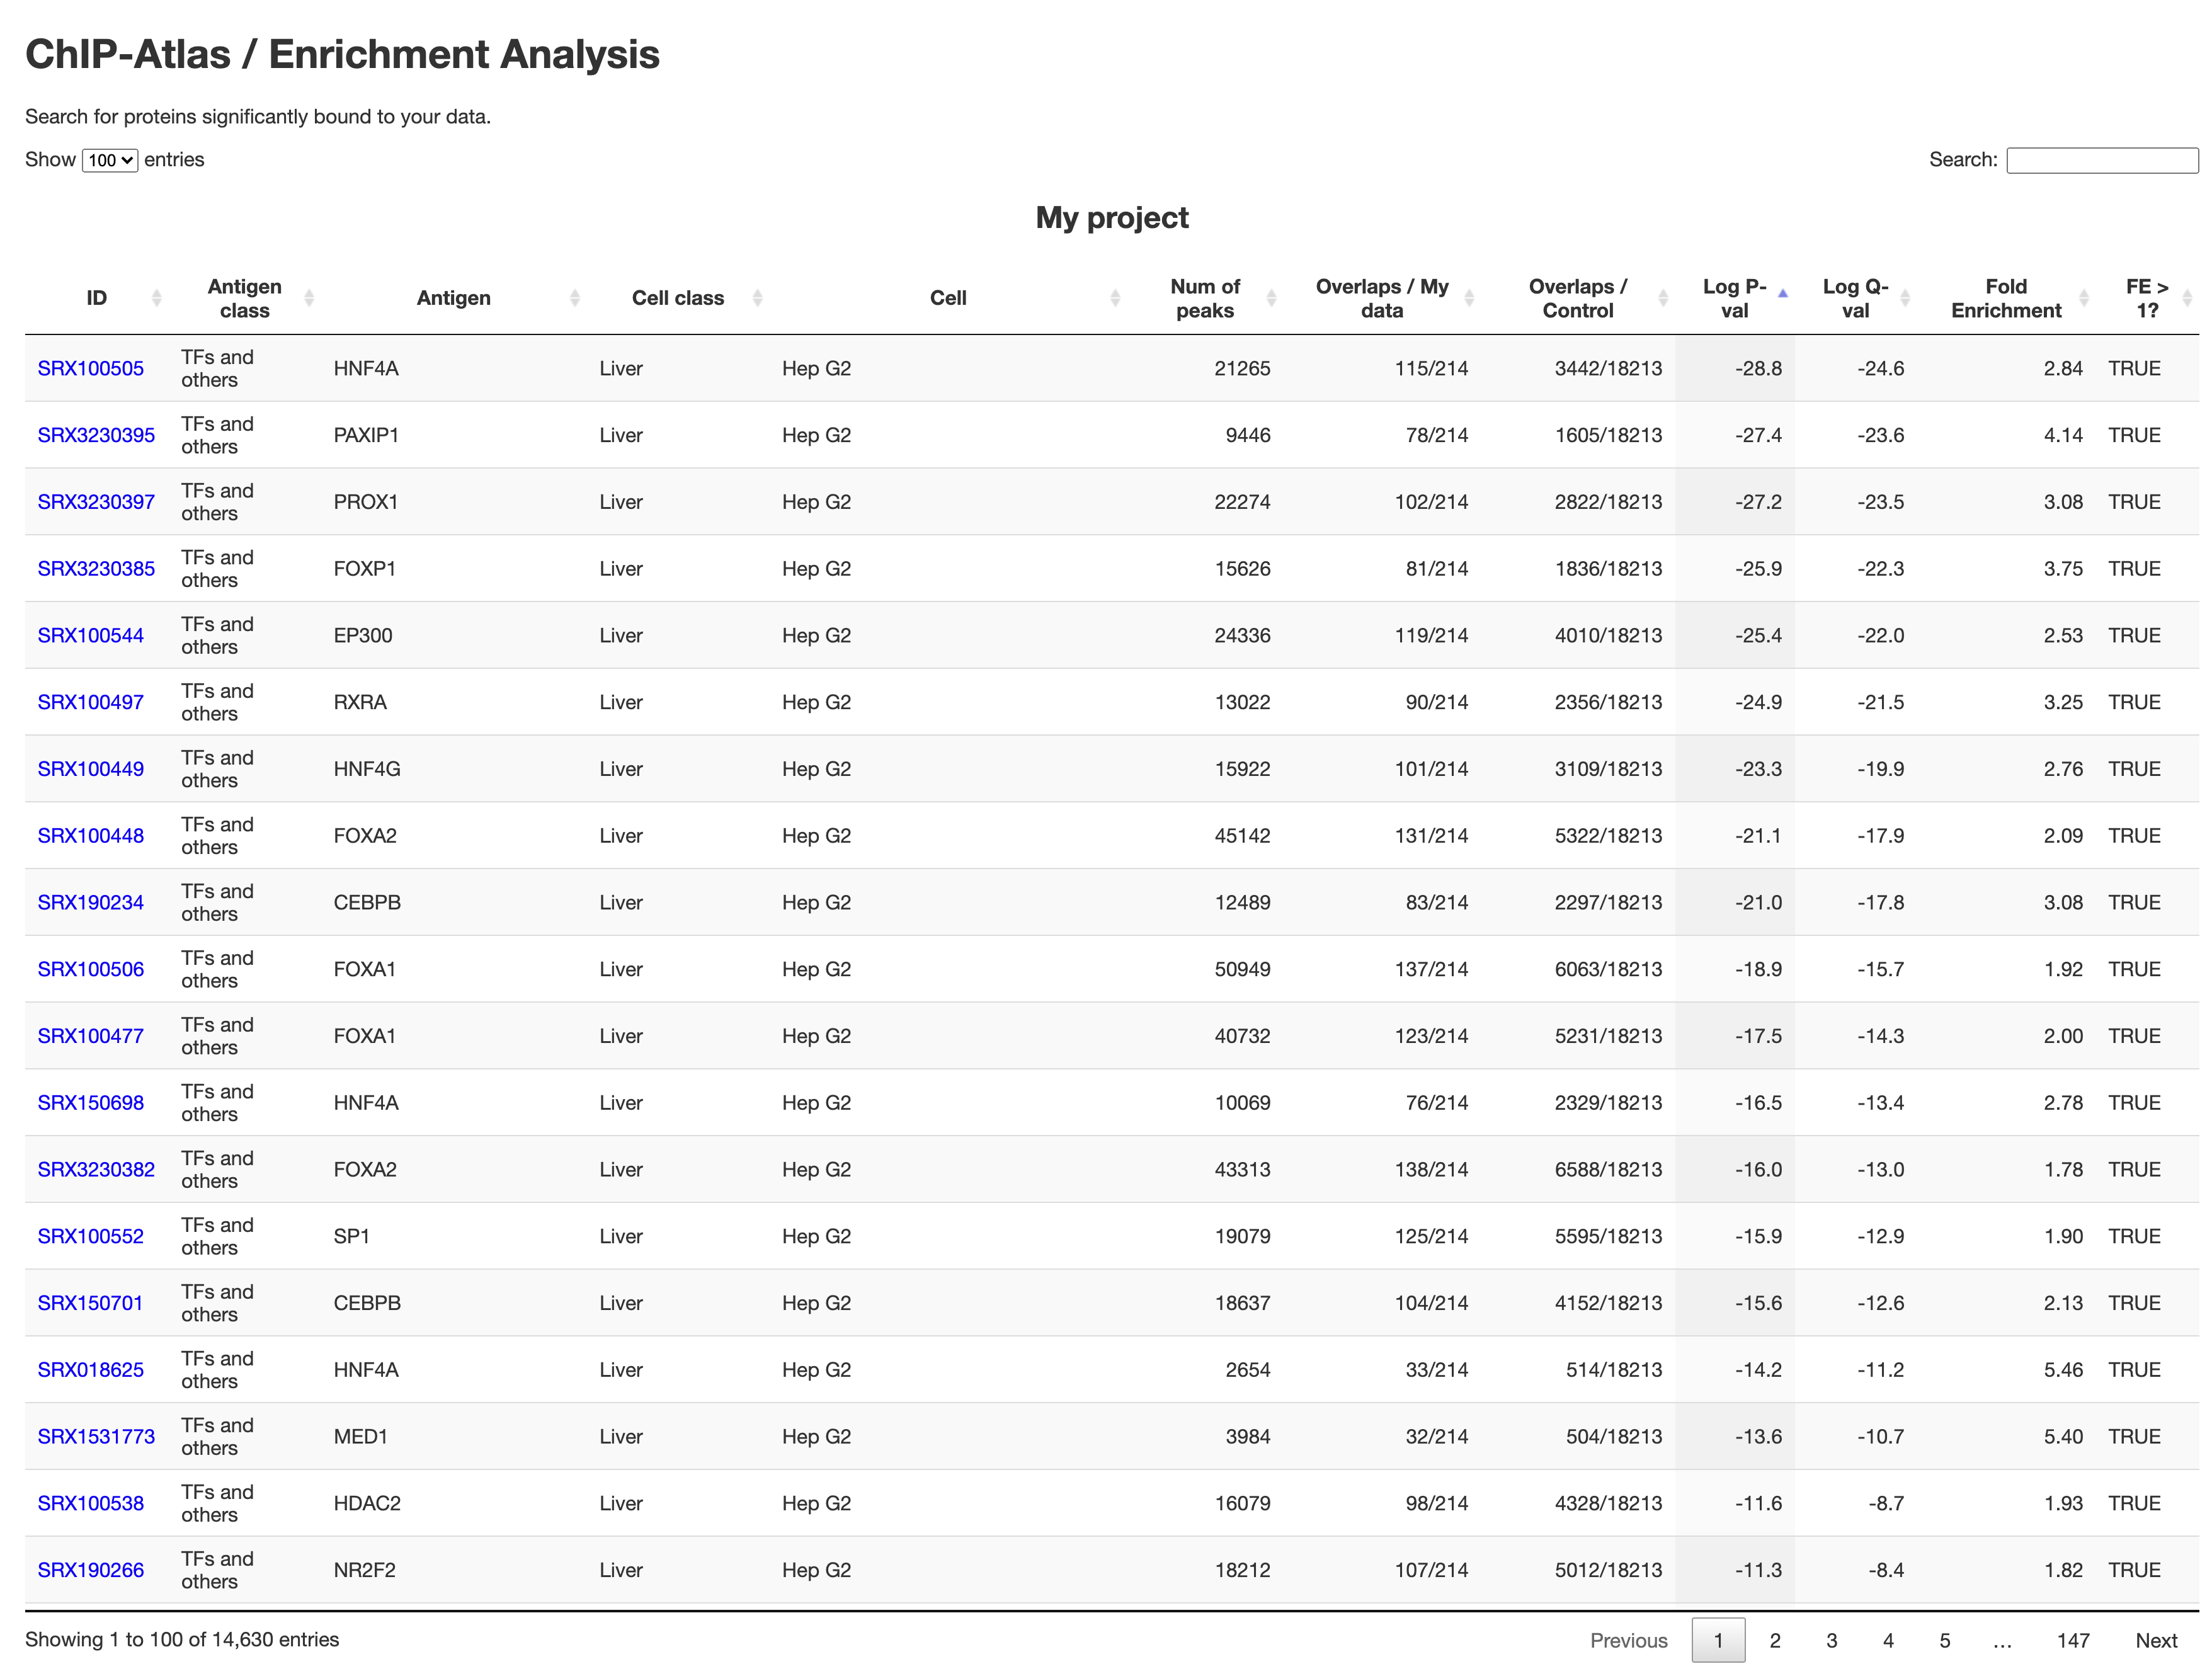 ChIP-Atlas / Enrichment Analysis
Search for proteins significantly bound to your data.
Show 100 entries Search:
My project
ID Antigen class Antigen Cell class Cell Num of peaks Overlaps / My data Overlaps / Control Log P-val Log Q-val Fold Enrichment FE > 1?
SRX100505 TFs and others HNF4A Liver Hep G2 21265 115/214 3442/18213 -28.8 -24.6 2.84 TRUE
SRX3230395 TFs and others PAXIP1 Liver Hep G2 9446 78/214 1605/18213 -27.4 -23.6 4.14 TRUE
SRX3230397 TFs and others PROX1 Liver Hep G2 22274 102/214 2822/18213 -27.2 -23.5 3.08 TRUE
SRX3230385 TFs and others FOXP1 Liver Hep G2 15626 81/214 1836/18213 -25.9 -22.3 3.75 TRUE
SRX100544 TFs and others EP300 Liver Hep G2 24336 119/214 4010/18213 -25.4 -22.0 2.53 TRUE
SRX100497 TFs and others RXRA Liver Hep G2 13022 90/214 2356/18213 -24.9 -21.5 3.25 TRUE
SRX100449 TFs and others HNF4G Liver Hep G2 15922 101/214 3109/18213 -23.3 -19.9 2.76 TRUE
SRX100448 TFs and others FOXA2 Liver Hep G2 45142 131/214 5322/18213 -21.1 -17.9 2.09 TRUE
SRX190234 TFs and others CEBPB Liver Hep G2 12489 83/214 2297/18213 -21.0 -17.8 3.08 TRUE
SRX100506 TFs and others FOXA1 Liver Hep G2 50949 137/214 6063/18213 -18.9 -15.7 1.92 TRUE
SRX100477 TFs and others FOXA1 Liver Hep G2 40732 123/214 5231/18213 -17.5 -14.3 2.00 TRUE
SRX150698 TFs and others HNF4A Liver Hep G2 10069 76/214 2329/18213 -16.5 -13.4 2.78 TRUE
SRX3230382 TFs and others FOXA2 Liver Hep G2 43313 138/214 6588/18213 -16.0 -13.0 1.78 TRUE
SRX100552 TFs and others SP1 Liver Hep G2 19079 125/214 5595/18213 -15.9 -12.9 1.90 TRUE
SRX150701 TFs and others CEBPB Liver Hep G2 18637 104/214 4152/18213 -15.6 -12.6 2.13 TRUE
SRX018625 TFs and others HNF4A Liver Hep G2 2654 33/214 514/18213 -14.2 -11.2 5.46 TRUE
SRX1531773 TFs and others MED1 Liver Hep G2 3984 32/214 504/18213 -13.6 -10.7 5.40 TRUE
SRX100538 TFs and others HDAC2 Liver Hep G2 16079 98/214 4328/18213 -11.6 -8.7 1.93 TRUE
SRX190266 TFs and others NR2F2 Liver Hep G2 18212 107/214 5012/18213 -11.3 -8.4 1.82 TRUE
Showing 1 to 100 of 14,630 entries Previous 1 2 3 4 5 … 147 Next